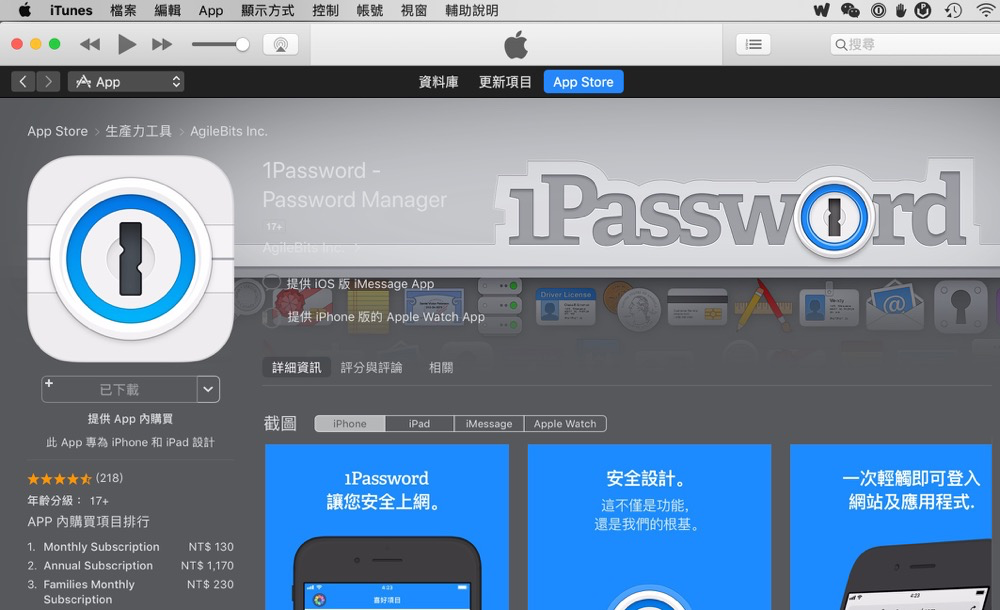 iTunes 檔案 編輯 App 顯示方式 控制 帳號 視窗 輔助說明
搜尋
App 資料庫 更新項目 App Store
App Store › 生產力工具 › AgileBits Inc.
1Password -
Password Manager
17+
AgileBits Inc. ›
1Password
提供 iOS 版 iMessage App
Driver License
提供 iPhone 版的 Apple Watch App
詳細資訊 評分與評論 相關
已下載
提供 App 內購買
此 App 專為 iPhone 和 iPad 設計
(218)
年齡分級： 17+
APP 內購買項目排行
1. Monthly Subscription NT$ 130
2. Annual Subscription NT$ 1,170
3. Families Monthly Subscription NT$ 230
截圖 iPhone iPad iMessage Apple Watch
1Password
讓您安全上網。
4:23
喜好項目
安全設計。
這不僅是功能，
還是我們的根基。
一次輕觸即可登入
網站及應用程式.
4:23